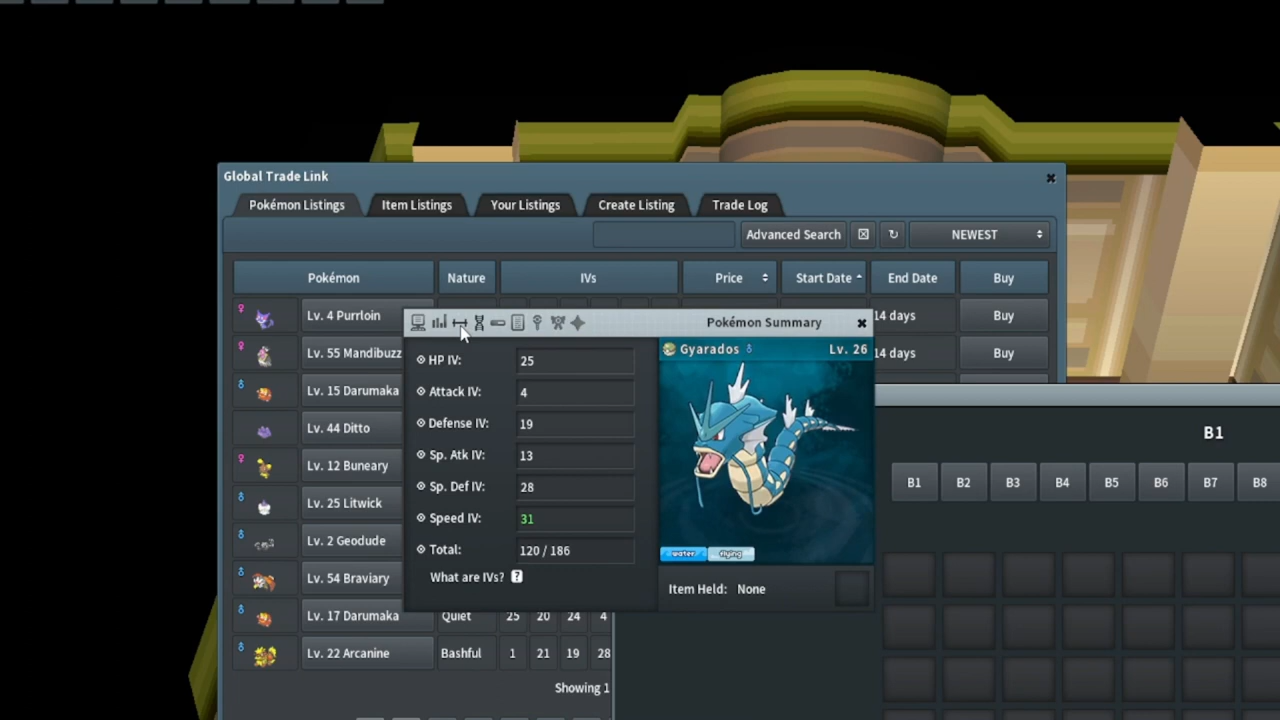 Global Trade Link
Pokémon Listings Item Listings Your Listings Create Listing Trade Log
Advanced Search NEWEST
Pokémon Nature IVs Price Start Date End Date Buy
Lv. 4 Purrloin 14 days Buy
Lv. 55 Mandibuzz 14 days Buy
Lv. 15 Darumaka
Lv. 44 Ditto
Lv. 12 Buneary
Lv. 25 Litwick
Lv. 2 Geodude
Lv. 54 Braviary
Lv. 17 Darumaka Quiet 25 20 24 4
Lv. 22 Arcanine Bashful 1 21 19 28
Showing 1
Pokémon Summary
HP IV: 25
Attack IV: 4
Defense IV: 19
Sp. Atk IV: 13
Sp. Def IV: 28
Speed IV: 31
Total: 120 / 186
What are IVs? ?
Gyarados Lv. 26
water flying
Item Held: None
B1
B1 B2 B3 B4 B5 B6 B7 B8